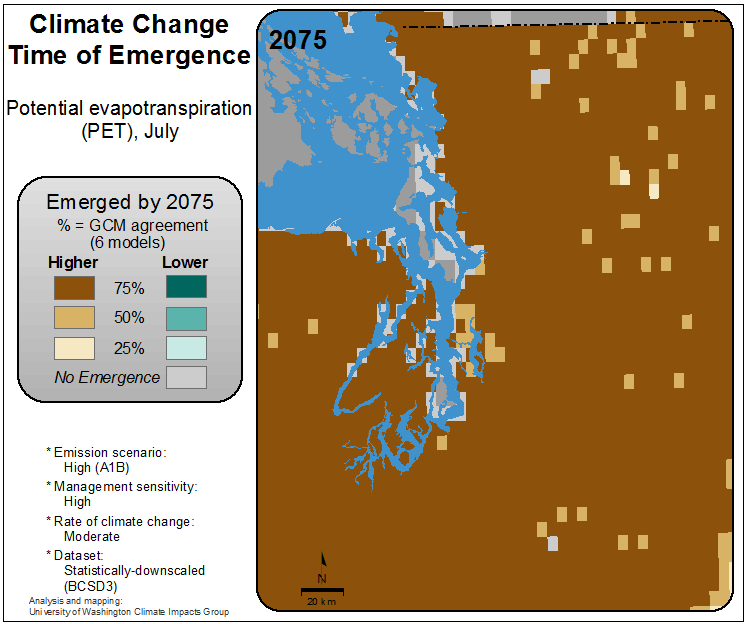 Climate Change
Time of Emergence
2075
Potential evapotranspiration
(PET), July
Emerged by 2075
% = GCM agreement
(6 models)
Higher Lower
75%
50%
25%
No Emergence
* Emission scenario:
High (A1B)
* Management sensitivity:
High
* Rate of climate change:
Moderate
* Dataset:
Statistically-downscaled
(BCSD3)
Analysis and mapping:
University of Washington Climate Impacts Group
N
20 km